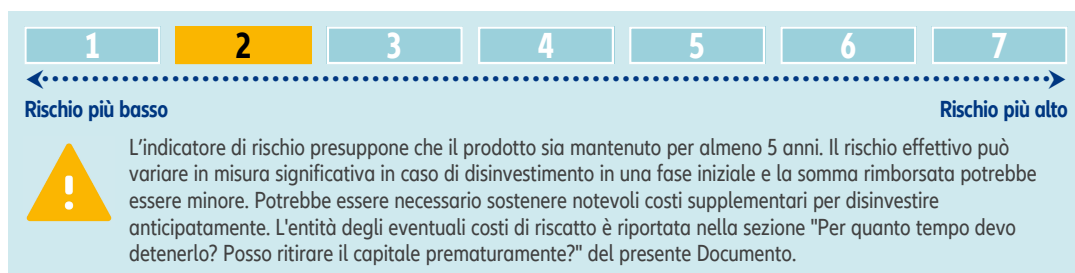 1 2 3 4 5 6 7
Rischio più basso Rischio più alto
L'indicatore di rischio presuppone che il prodotto sia mantenuto per almeno 5 anni. Il rischio effettivo può
variare in misura significativa in caso di disinvestimento in una fase iniziale e la somma rimborsata potrebbe
essere minore. Potrebbe essere necessario sostenere notevoli costi supplementari per disinvestire
anticipatamente. L'entità degli eventuali costi di riscatto è riportata nella sezione "Per quanto tempo devo
detenerlo? Posso ritirare il capitale prematuramente?" del presente Documento.